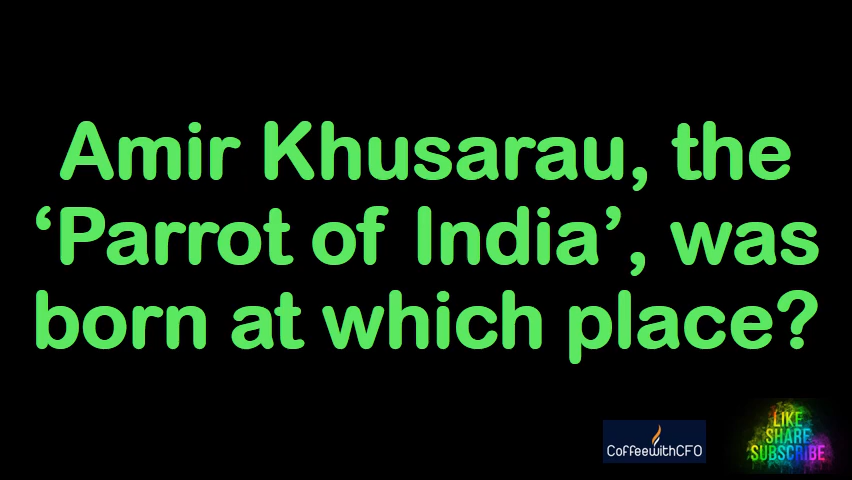 Amir Khusarau, the
‘Parrot of India’, was
born at which place?
CoffeewithCFO
LIKE
SHARE
SUBSCRIBE